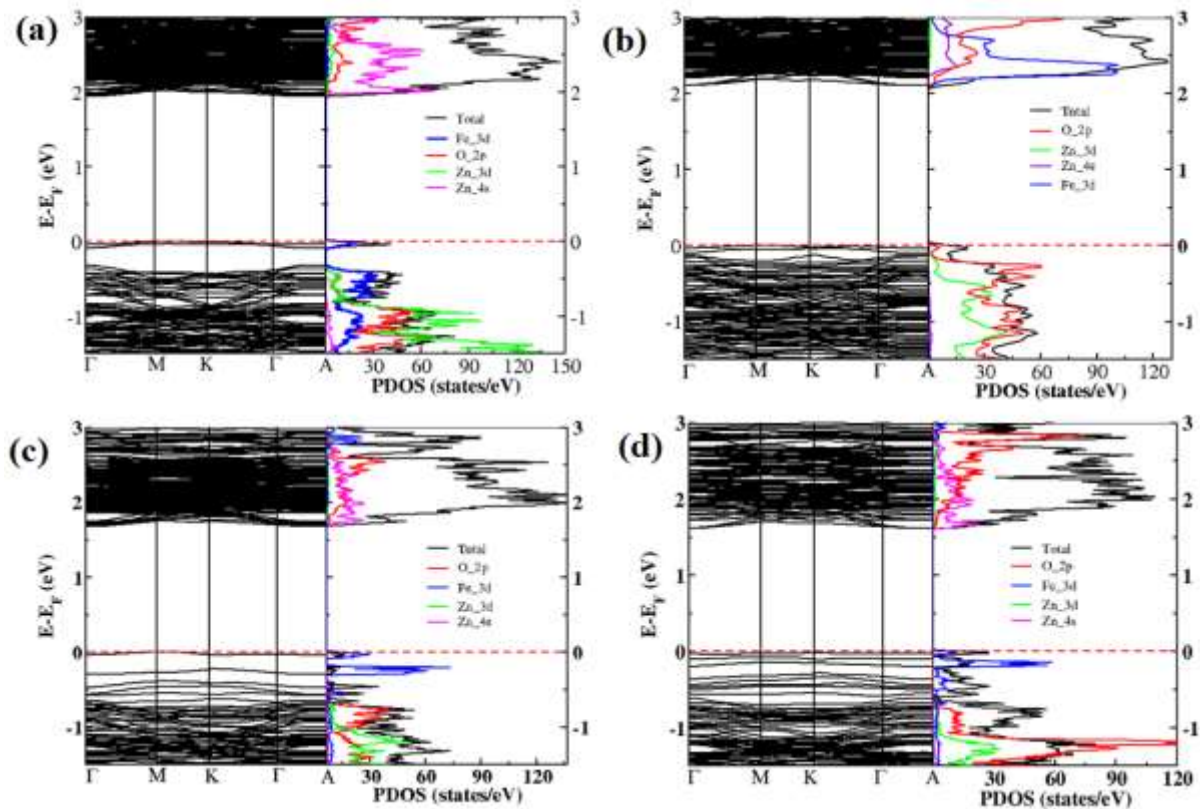 (a)
3
2
1
0
-1
E-E_F (eV)
Γ M K Γ A
Total
Fe_3d
O_2p
Zn_3d
Zn_4s
3
2
1
0
-1
30 60 90 120 150
PDOS (states/eV)
(b)
3
2
1
0
-1
E-E_F (eV)
Γ M K Γ A
Total
O_2p
Zn_3d
Zn_4s
Fe_3d
3
2
1
0
-1
30 60 90 120
PDOS (states/eV)
(c)
3
2
1
0
-1
E-E_F (eV)
Γ M K Γ A
Total
O_2p
Fe_3d
Zn_3d
Zn_4s
3
2
1
0
-1
30 60 90 120
PDOS (states/eV)
(d)
3
2
1
0
-1
E-E_F (eV)
Γ M K Γ A
Total
O_2p
Fe_3d
Zn_3d
Zn_4s
3
2
1
0
-1
30 60 90 120
PDOS (states/eV)